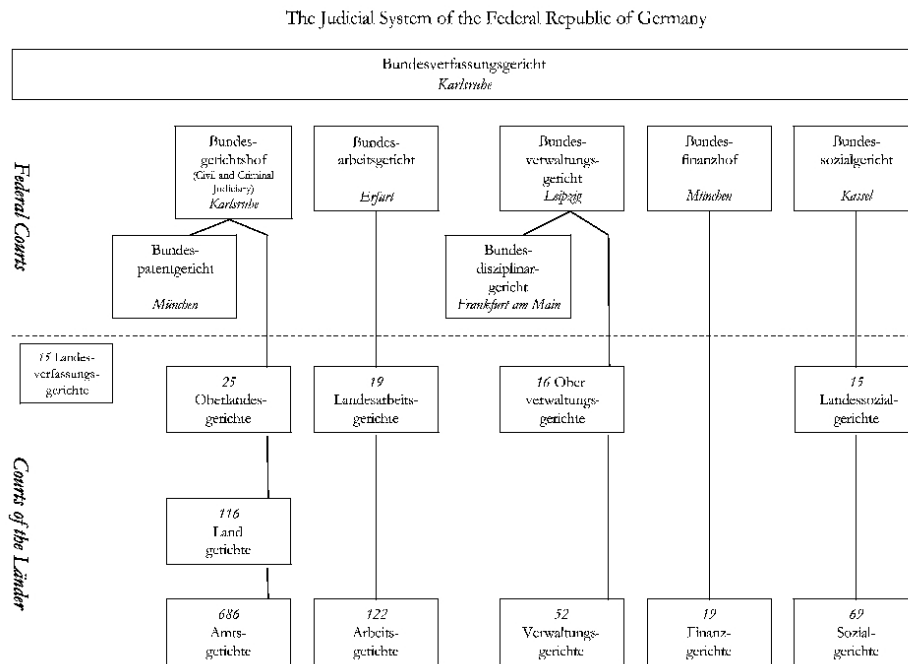 The Judicial System of the Federal Republic of Germany
Bundesverfassungsgericht
Karlsruhe
Federal Courts
Bundes-
gerichtshof
(Civil and Criminal
Judiciary)
Karlsruhe
Bundes-
arbeitsgericht
Erfurt
Bundes-
verwaltungs-
gericht
Leipzig
Bundes-
finanzhof
München
Bundes-
sozialgericht
Kassel
Bundes-
patentgericht
München
Bundes-
disziplinar-
gericht
Frankfurt am Main
Courts of the Länder
15 Landes-
verfassungs-
gerichte
25
Oberlandes-
gerichte
19
Landesarbeits-
gerichte
16 Ober
verwaltungs-
gerichte
15
Landessozial-
gerichte
116
Land
gerichte
686
Amts-
gerichte
122
Arbeits-
gerichte
52
Verwaltungs-
gerichte
19
Finanz-
gerichte
69
Sozial-
gerichte